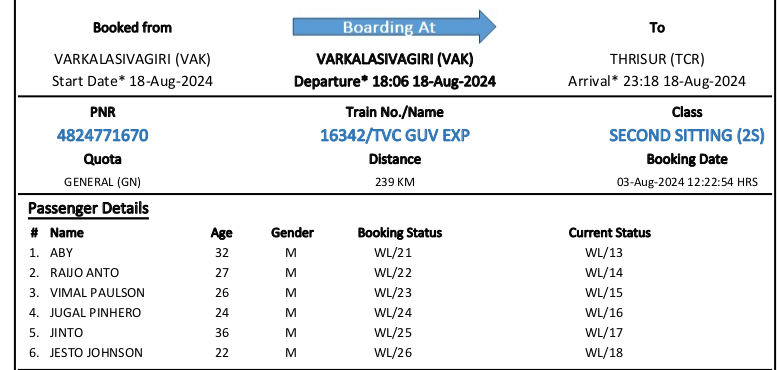 Booked from Boarding At To
VARKALASIVAGIRI (VAK) VARKALASIVAGIRI (VAK) THRISUR (TCR)
Start Date* 18-Aug-2024 Departure* 18:06 18-Aug-2024 Arrival* 23:18 18-Aug-2024
PNR Train No./Name Class
4824771670 16342/TVC GUV EXP SECOND SITTING (2S)
Quota Distance Booking Date
GENERAL (GN) 239 KM 03-Aug-2024 12:22:54 HRS
Passenger Details
# Name Age Gender Booking Status Current Status
1. ABY 32 M WL/21 WL/13
2. RAIJO ANTO 27 M WL/22 WL/14
3. VIMAL PAULSON 26 M WL/23 WL/15
4. JUGAL PINHERO 24 M WL/24 WL/16
5. JINTO 36 M WL/25 WL/17
6. JESTO JOHNSON 22 M WL/26 WL/18